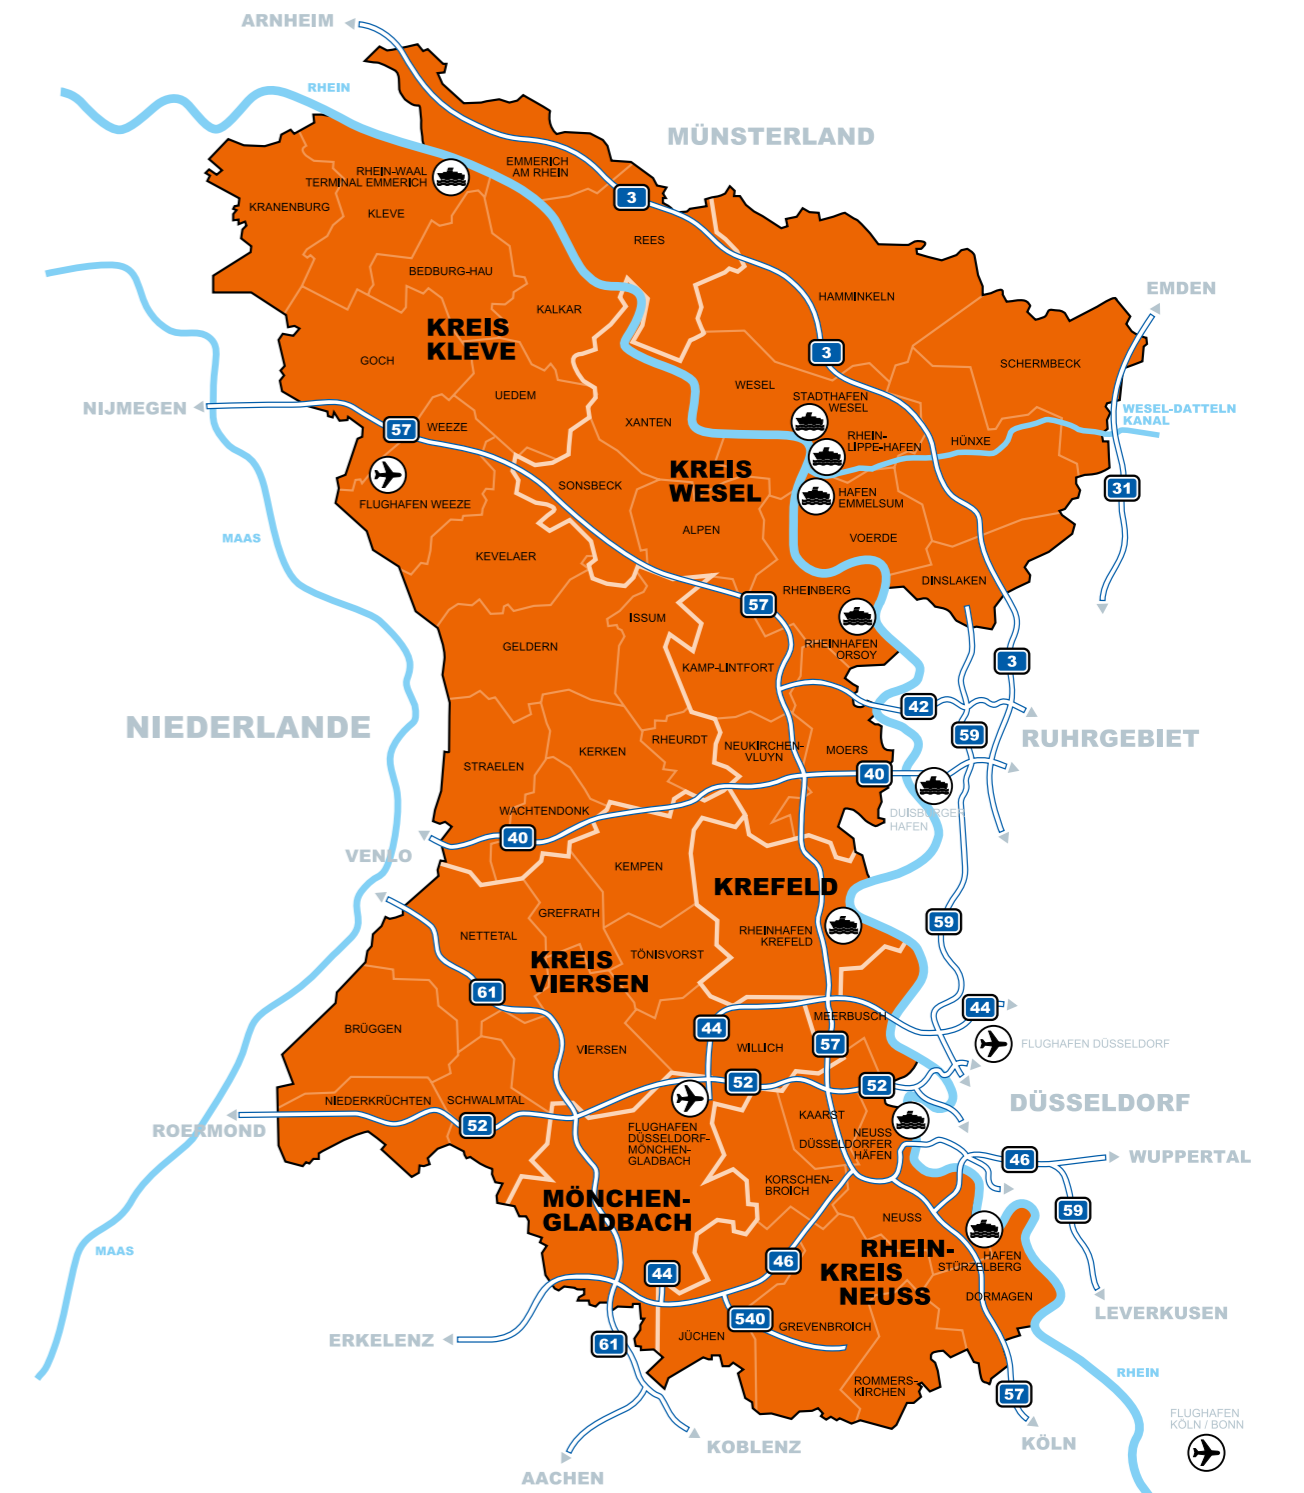 ARNHEIM
RHEIN
MÜNSTERLAND
EMMERICH
AM RHEIN
RHEIN-WAAL
TERMINAL EMMERICH
KRANENBURG
KLEVE
3
REES
BEDBURG-HAU
EMDEN
HAMMINKELN
KALKAR
KREIS
KLEVE
3
GOCH
SCHERMBECK
WESEL
UEDEM
STADTHAFEN
WESEL
NIJMEGEN
WESEL-DATTELN
KANAL
XANTEN
57
WEEZE
RHEIN-
LIPPE-HAFEN
HÜNXE
KREIS
WESEL
SONSBECK
31
FLUGHAFEN WEEZE
HAFEN
EMMELSUM
ALPEN
MAAS
VOERDE
KEVELAER
DINSLAKEN
RHEINBERG
57
ISSUM
GELDERN
RHEINHAFEN
ORSOY
3
KAMP-LINTFORT
42
NIEDERLANDE
59
RUHRGEBIET
RHEURDT
NEUKIRCHEN-
VLUYN
KERKEN
MOERS
STRAELEN
40
WACHTENDONK
DUISBURGER
HAFEN
40
VENLO
KEMPEN
KREFELD
GREFRATH
59
RHEINHAFEN
KREFELD
NETTETAL
TÖNISVORST
KREIS
VIERSEN
61
44
MEERBUSCH
BRÜGGEN
44
57
FLUGHAFEN DÜSSELDORF
VIERSEN
WILLICH
52
52
NIEDERKRÜCHTEN
SCHWALMTAL
DÜSSELDORF
KAARST
ROERMOND
52
FLUGHAFEN
DÜSSELDORF-
MÖNCHEN-
GLADBACH
NEUSS
DÜSSELDORFER
HÄFEN
46
WUPPERTAL
KORSCHEN-
BROICH
MÖNCHEN-
GLADBACH
59
NEUSS
MAAS
RHEIN-
KREIS
NEUSS
HAFEN
STÜRZELBERG
46
44
DORMAGEN
LEVERKUSEN
540
GREVENBROICH
ERKELENZ
JÜCHEN
61
RHEIN
ROMMERS-
KIRCHEN
57
FLUGHAFEN
KÖLN / BONN
KOBLENZ
KÖLN
AACHEN